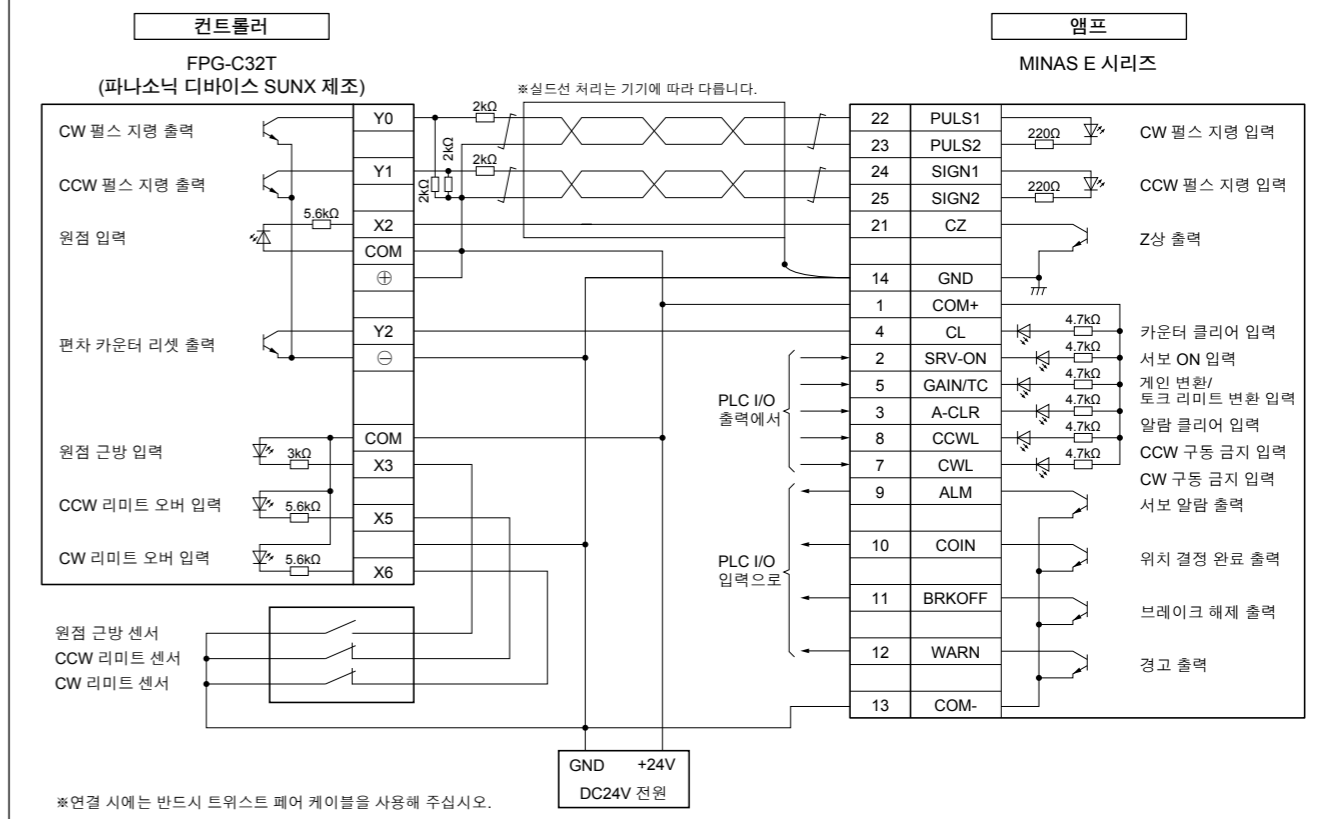 컨트롤러
앰프
FPG-C32T
(파나소닉 디바이스 SUNX 제조)
MINAS E 시리즈
※실드선 처리는 기기에 따라 다릅니다.
CW 펄스 지령 출력
Y0
2kΩ
22 PULS1
220Ω
CW 펄스 지령 입력
23 PULS2
2kΩ
2kΩ
CCW 펄스 지령 출력
Y1
2kΩ
24 SIGN1
220Ω
CCW 펄스 지령 입력
25 SIGN2
원점 입력
5.6kΩ
X2
21 CZ
Z상 출력
COM
⊕
14 GND
1 COM+
편차 카운터 리셋 출력
Y2
4 CL
4.7kΩ
카운터 클리어 입력
⊖
2 SRV-ON
4.7kΩ
서보 ON 입력
PLC I/O
출력에서
5 GAIN/TC
4.7kΩ
게인 변환/
토크 리미트 변환 입력
3 A-CLR
4.7kΩ
알람 클리어 입력
원점 근방 입력
COM
8 CCWL
4.7kΩ
CCW 구동 금지 입력
3kΩ
X3
7 CWL
CW 구동 금지 입력
9 ALM
서보 알람 출력
CCW 리미트 오버 입력
5.6kΩ
X5
CW 리미트 오버 입력
5.6kΩ
X6
PLC I/O
입력으로
10 COIN
위치 결정 완료 출력
11 BRKOFF
브레이크 해제 출력
12 WARN
경고 출력
13 COM-
원점 근방 센서
CCW 리미트 센서
CW 리미트 센서
GND +24V
DC24V 전원
※연결 시에는 반드시 트위스트 페어 케이블을 사용해 주십시오.